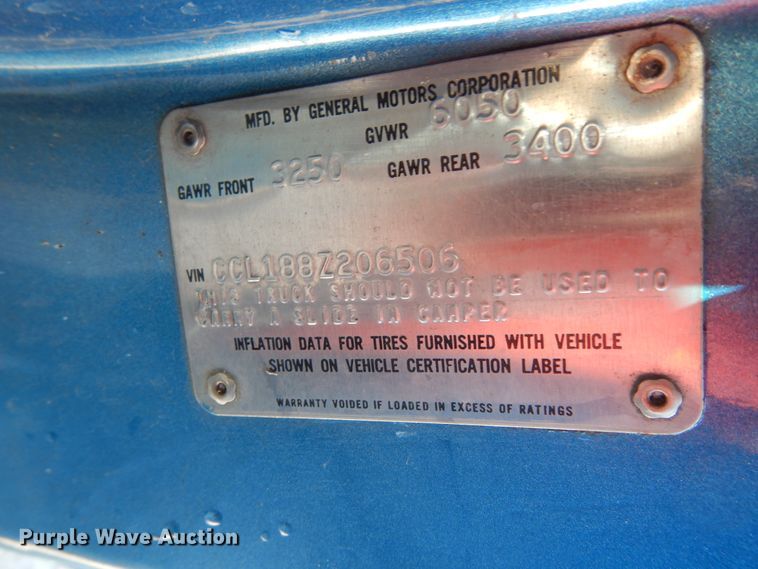 MFD. BY GENERAL MOTORS CORPORATION
GVWR 6050
GAWR FRONT 3250 GAWR REAR 3400
VIN CCL188Z206506
THIS TRUCK SHOULD NOT BE USED TO
CARRY A SLIDE IN CAMPER
INFLATION DATA FOR TIRES FURNISHED WITH VEHICLE
SHOWN ON VEHICLE CERTIFICATION LABEL
WARRANTY VOIDED IF LOADED IN EXCESS OF RATINGS
Purple Wave Auction